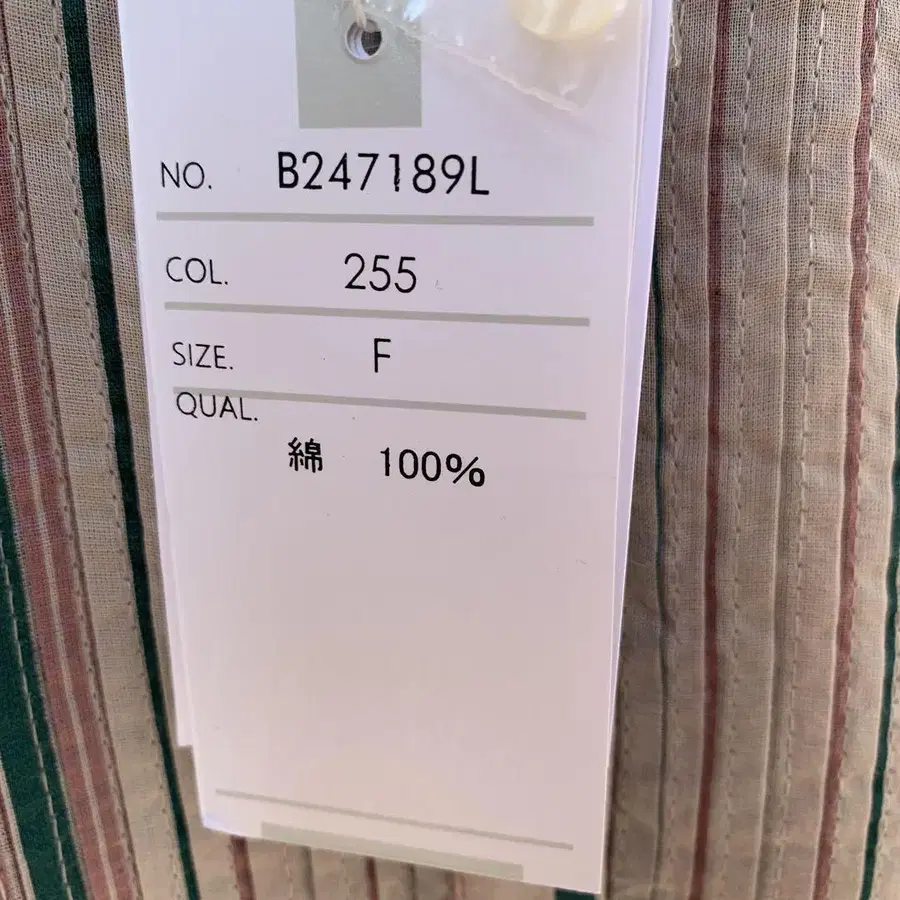 NO. B247189L
COL. 255
SIZE. F
QUAL.
綿 100%